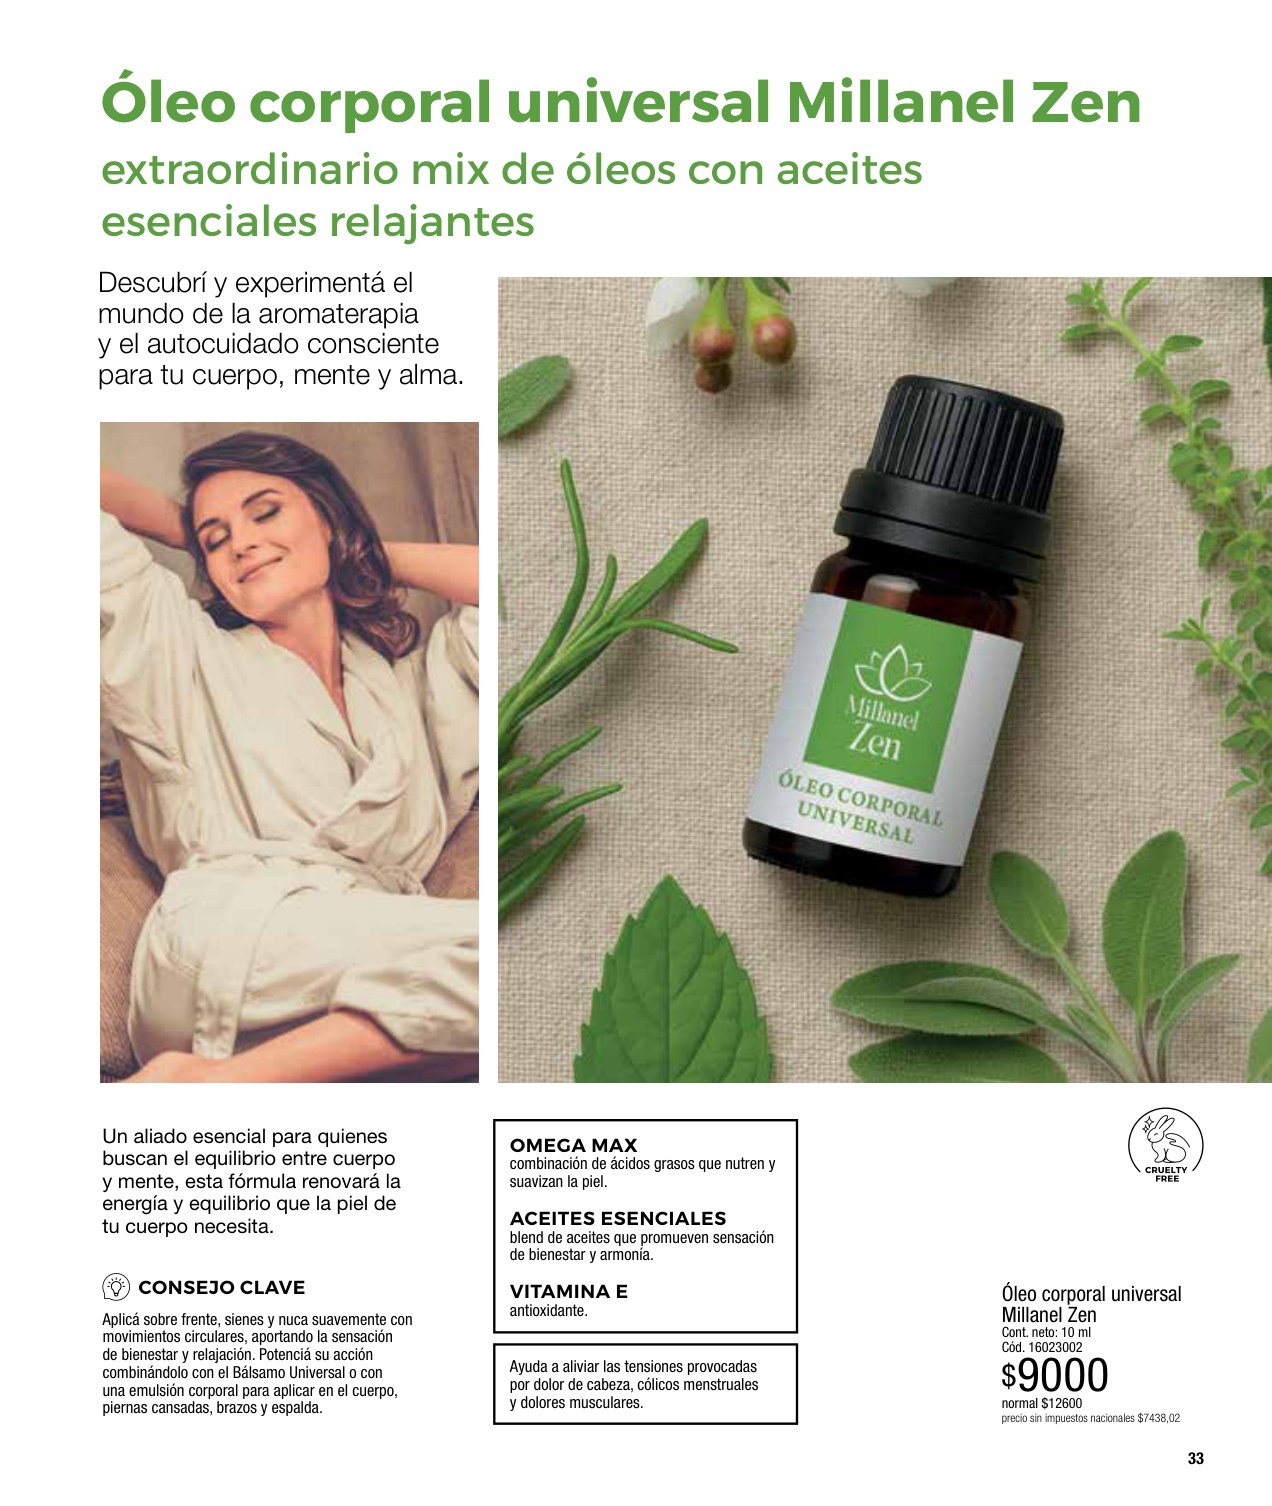 Óleo corporal universal Millanel Zen
extraordinario mix de óleos con aceites
esenciales relajantes
Descubrí y experimentá el
mundo de la aromaterapia
y el autocuidado consciente
para tu cuerpo, mente y alma.
Millanel
Zen
ÓLEO CORPORAL
UNIVERSAL
Un aliado esencial para quienes
buscan el equilibrio entre cuerpo
y mente, esta fórmula renovará la
energía y equilibrio que la piel de
tu cuerpo necesita.
CONSEJO CLAVE
Aplicá sobre frente, sienes y nuca suavemente con
movimientos circulares, aportando la sensación
de bienestar y relajación. Potenciá su acción
combinándolo con el Bálsamo Universal o con
una emulsión corporal para aplicar en el cuerpo,
piernas cansadas, brazos y espalda.
OMEGA MAX
combinación de ácidos grasos que nutren y
suavizan la piel.
ACEITES ESENCIALES
blend de aceites que promueven sensación
de bienestar y armonía.
VITAMINA E
antioxidante.
Ayuda a aliviar las tensiones provocadas
por dolor de cabeza, cólicos menstruales
y dolores musculares.
CRUELTY
FREE
Óleo corporal universal
Millanel Zen
Cont. neto: 10 ml
Cód. 16023002
$9000
normal $12600
precio sin impuestos nacionales $7438,02
33